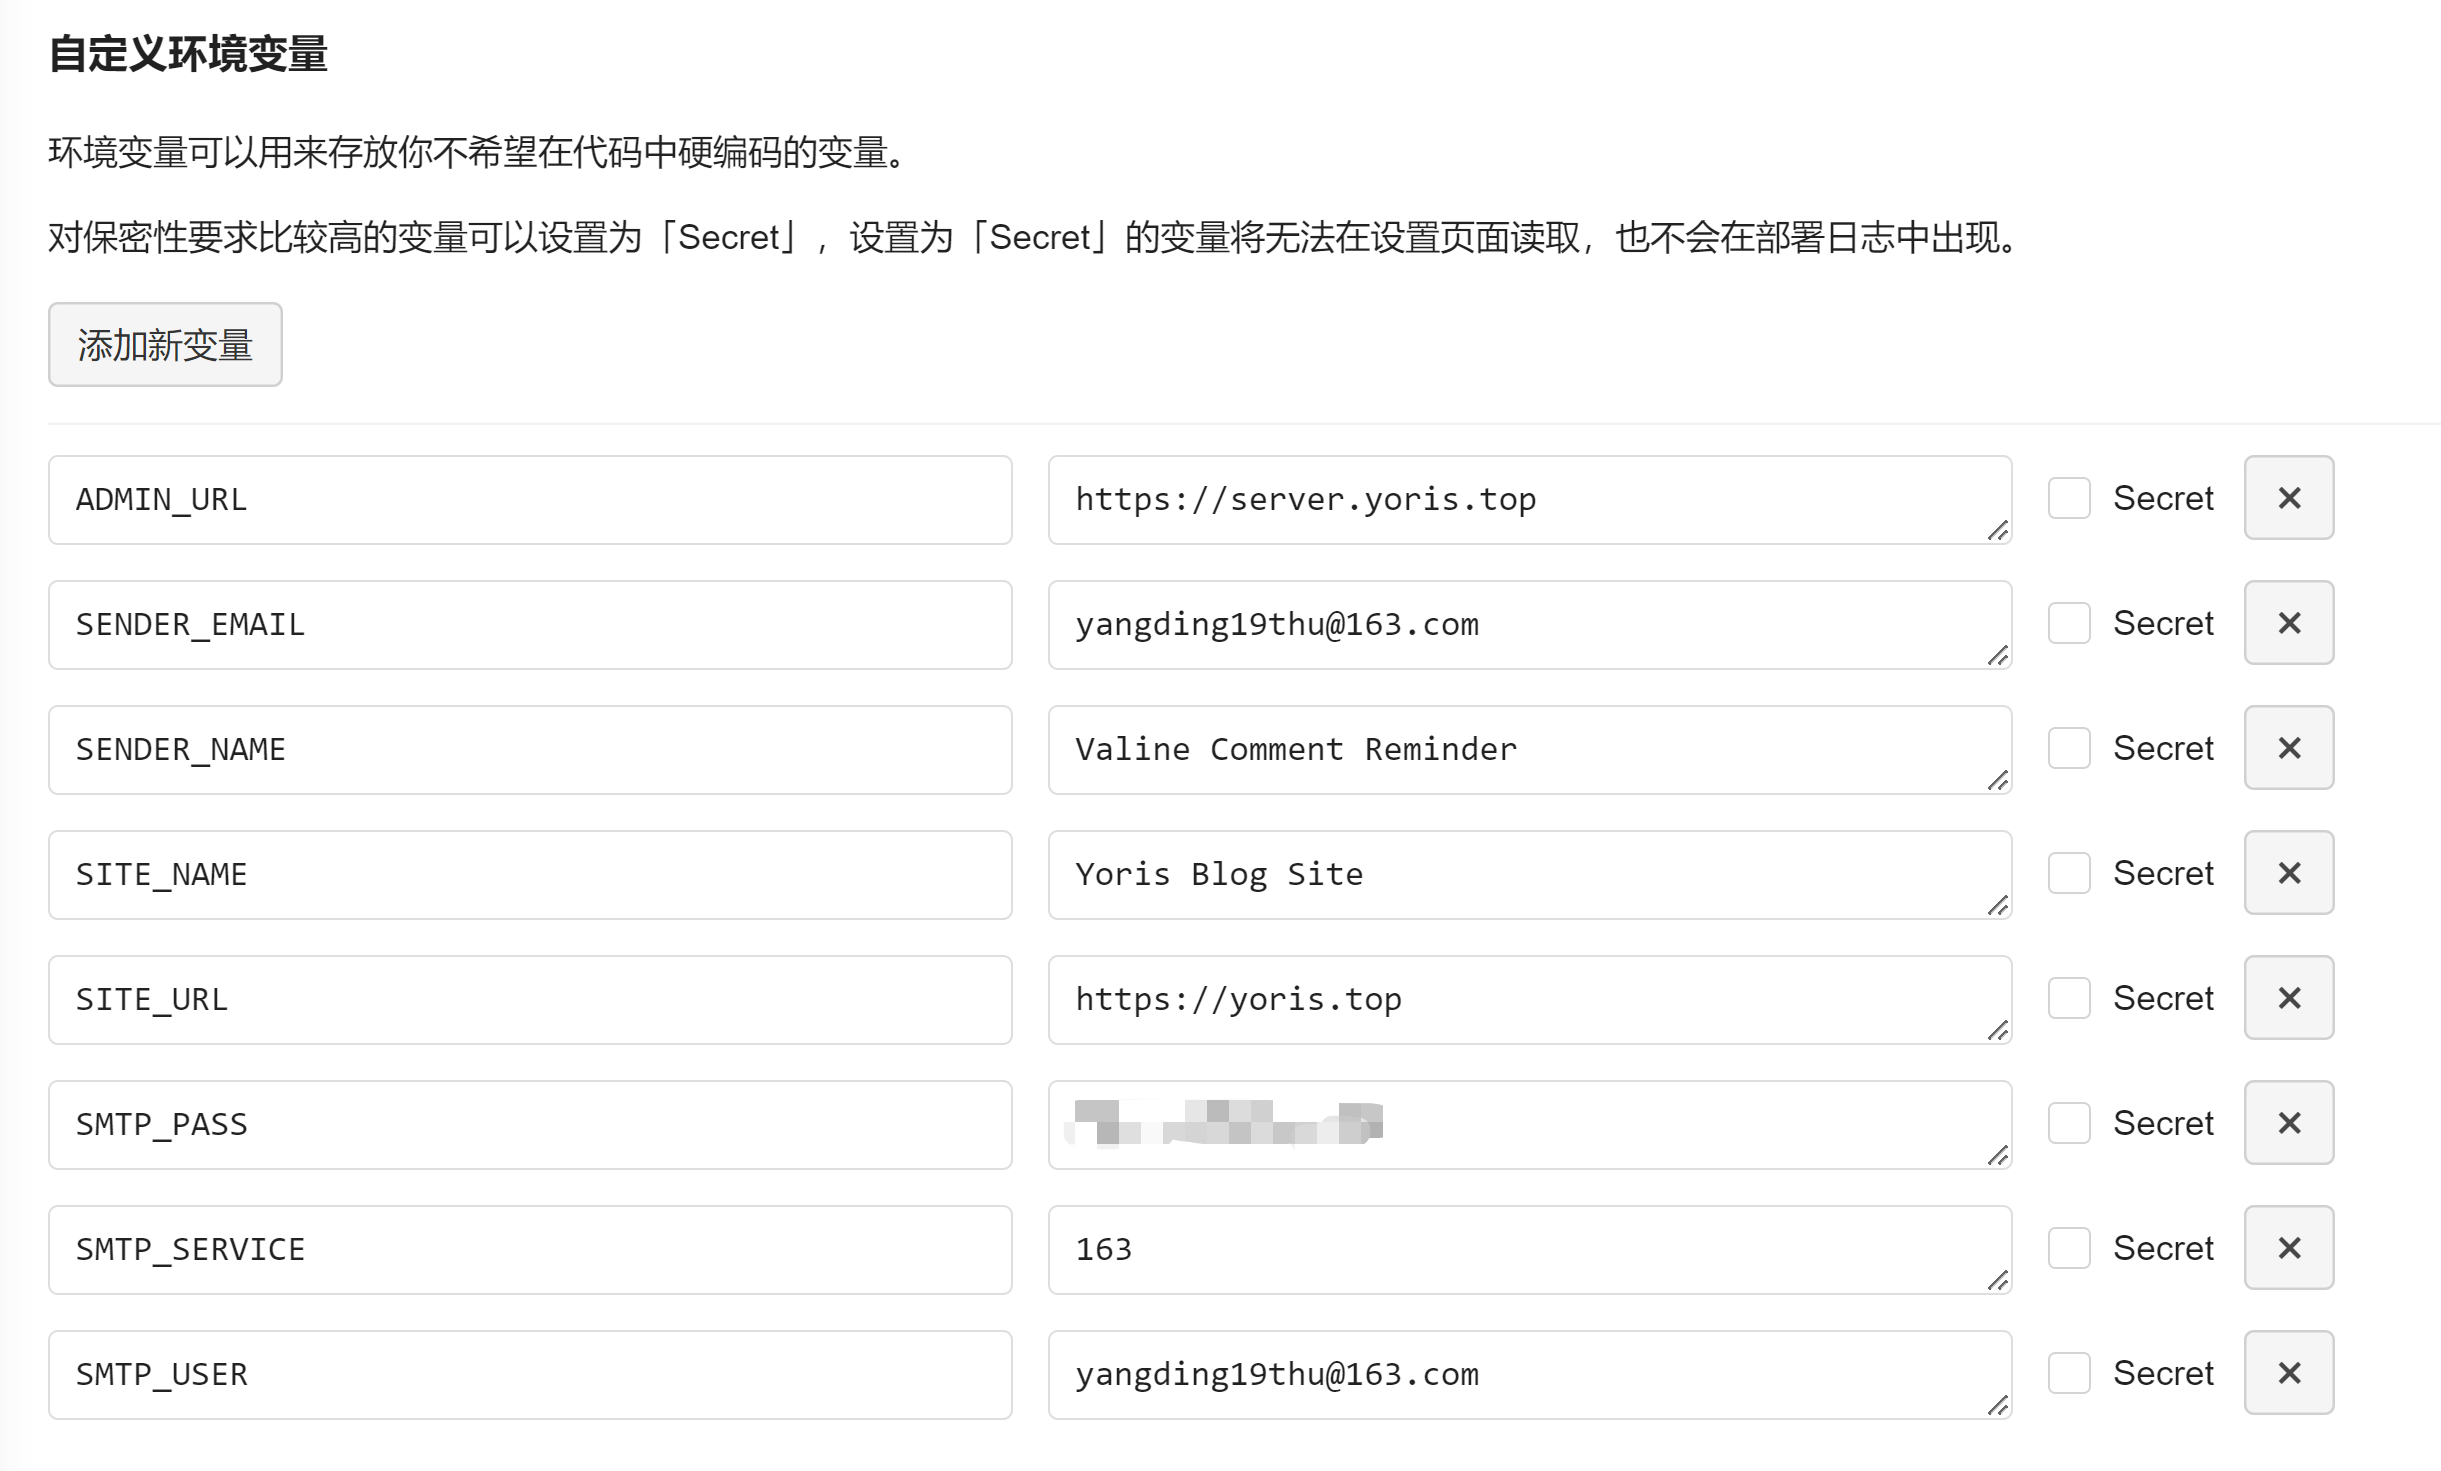 自定义环境变量
环境变量可以用来存放你不希望在代码中硬编码的变量。
对保密性要求比较高的变量可以设置为「Secret」，设置为「Secret」的变量将无法在设置页面读取，也不会在部署日志中出现。
添加新变量
ADMIN_URL https://server.yoris.top Secret ×
SENDER_EMAIL yangding19thu@163.com Secret ×
SENDER_NAME Valine Comment Reminder Secret ×
SITE_NAME Yoris Blog Site Secret ×
SITE_URL https://yoris.top Secret ×
SMTP_PASS Secret ×
SMTP_SERVICE 163 Secret ×
SMTP_USER yangding19thu@163.com Secret ×